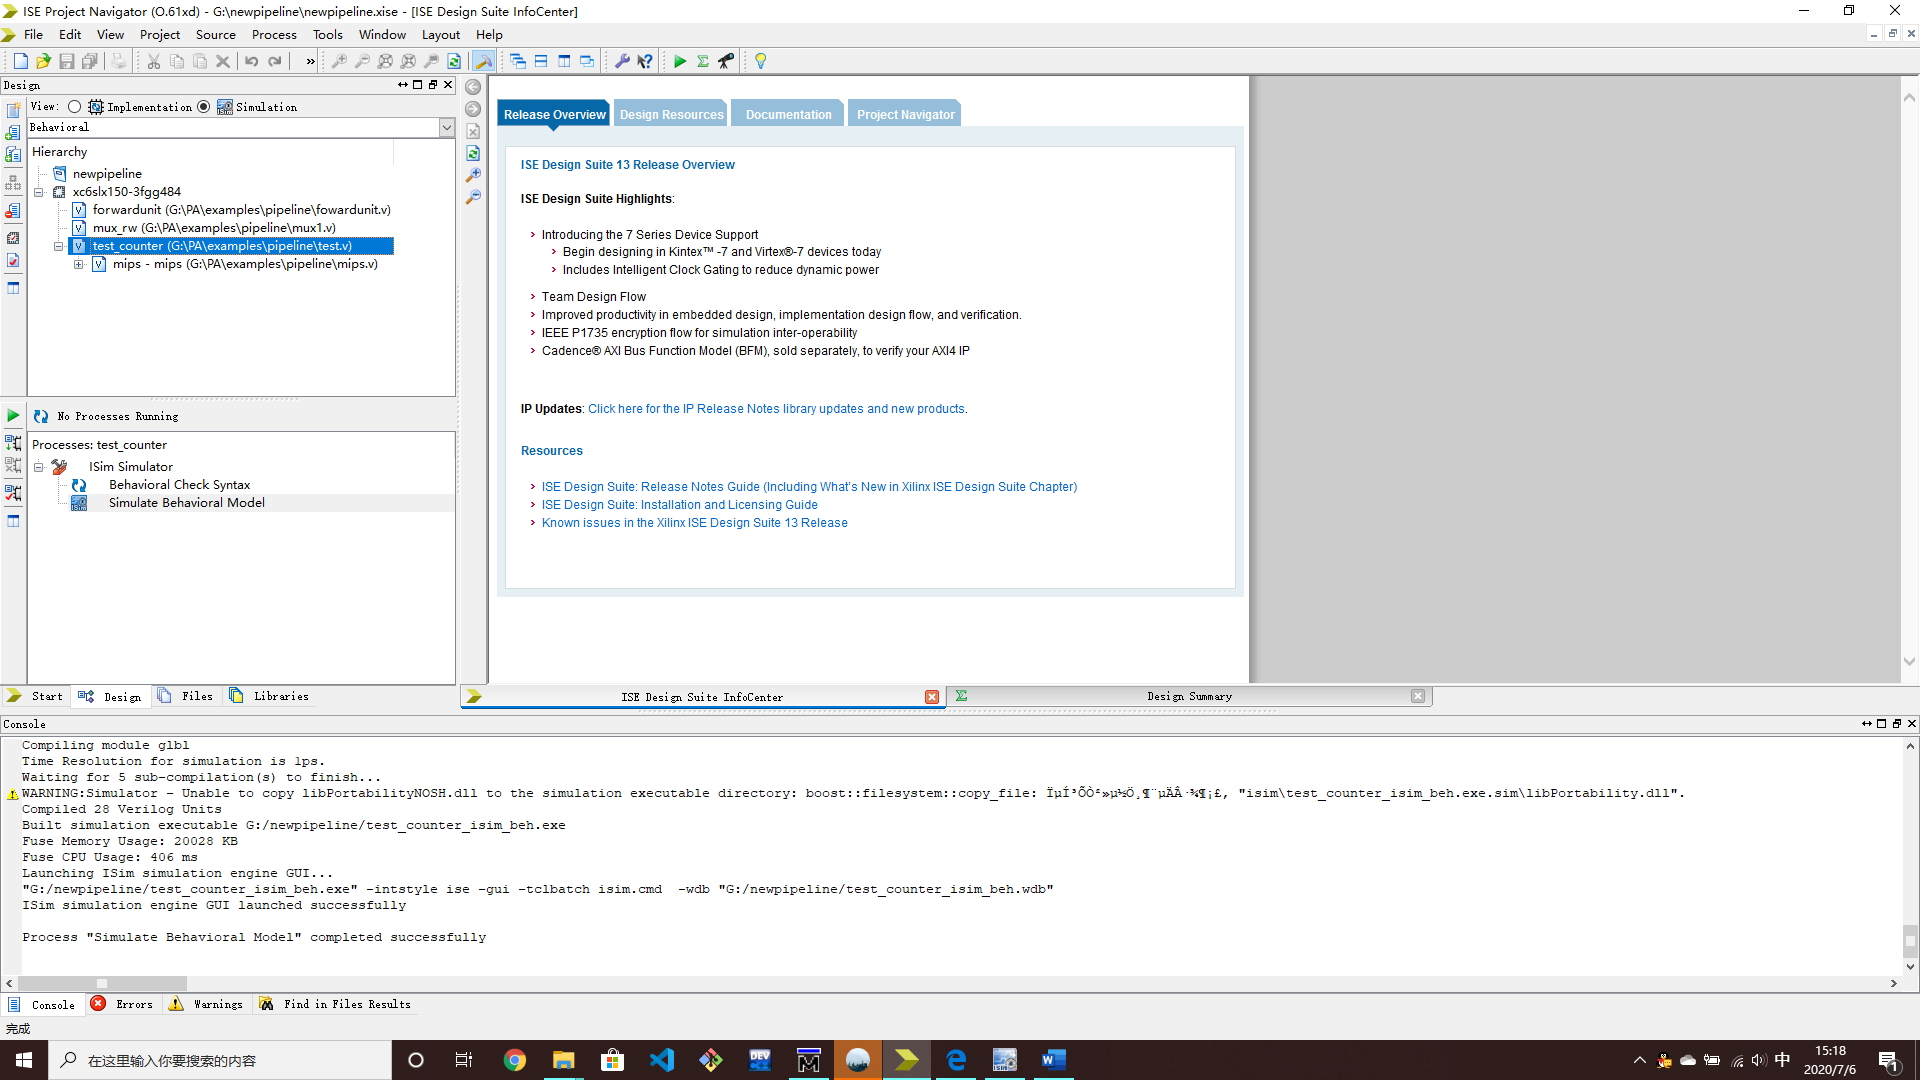 ISE Project Navigator (O.61xd) - G:\newpipeline\newpipeline.xise - [ISE Design Suite InfoCenter]
File Edit View Project Source Process Tools Window Layout Help
Design
View: Implementation Simulation
Behavioral
Hierarchy
newpipeline
xc6slx150-3fgg484
forwardunit (G:\PA\examples\pipeline\fowardunit.v)
mux_rw (G:\PA\examples\pipeline\mux1.v)
test_counter (G:\PA\examples\pipeline\test.v)
mips - mips (G:\PA\examples\pipeline\mips.v)
No Processes Running
Processes: test_counter
ISim Simulator
Behavioral Check Syntax
Simulate Behavioral Model
Start Design Files Libraries
Release Overview Design Resources Documentation Project Navigator
ISE Design Suite 13 Release Overview
ISE Design Suite Highlights:
Introducing the 7 Series Device Support
Begin designing in Kintex™ -7 and Virtex®-7 devices today
Includes Intelligent Clock Gating to reduce dynamic power
Team Design Flow
Improved productivity in embedded design, implementation design flow, and verification.
IEEE P1735 encryption flow for simulation inter-operability
Cadence® AXI Bus Function Model (BFM), sold separately, to verify your AXI4 IP
IP Updates: Click here for the IP Release Notes library updates and new products.
Resources
ISE Design Suite: Release Notes Guide (Including What's New in Xilinx ISE Design Suite Chapter)
ISE Design Suite: Installation and Licensing Guide
Known issues in the Xilinx ISE Design Suite 13 Release
ISE Design Suite InfoCenter Design Summary
Console
Compiling module glbl
Time Resolution for simulation is 1ps.
Waiting for 5 sub-compilation(s) to finish...
WARNING:Simulator - Unable to copy libPortabilityNOSH.dll to the simulation executable directory: boost::filesystem::copy_file: ÏµÍ³ÕÒ²»µ½Ö¸¶¨µÄÂ·¾¶¡£, "isim\test_counter_isim_beh.exe.sim\libPortability.dll".
Compiled 28 Verilog Units
Built simulation executable G:/newpipeline/test_counter_isim_beh.exe
Fuse Memory Usage: 20028 KB
Fuse CPU Usage: 406 ms
Launching ISim simulation engine GUI...
"G:/newpipeline/test_counter_isim_beh.exe" -intstyle ise -gui -tclbatch isim.cmd -wdb "G:/newpipeline/test_counter_isim_beh.wdb"
ISim simulation engine GUI launched successfully
Process "Simulate Behavioral Model" completed successfully
Console Errors Warnings Find in Files Results
完成
在这里输入你要搜索的内容
中
15:18
2020/7/6